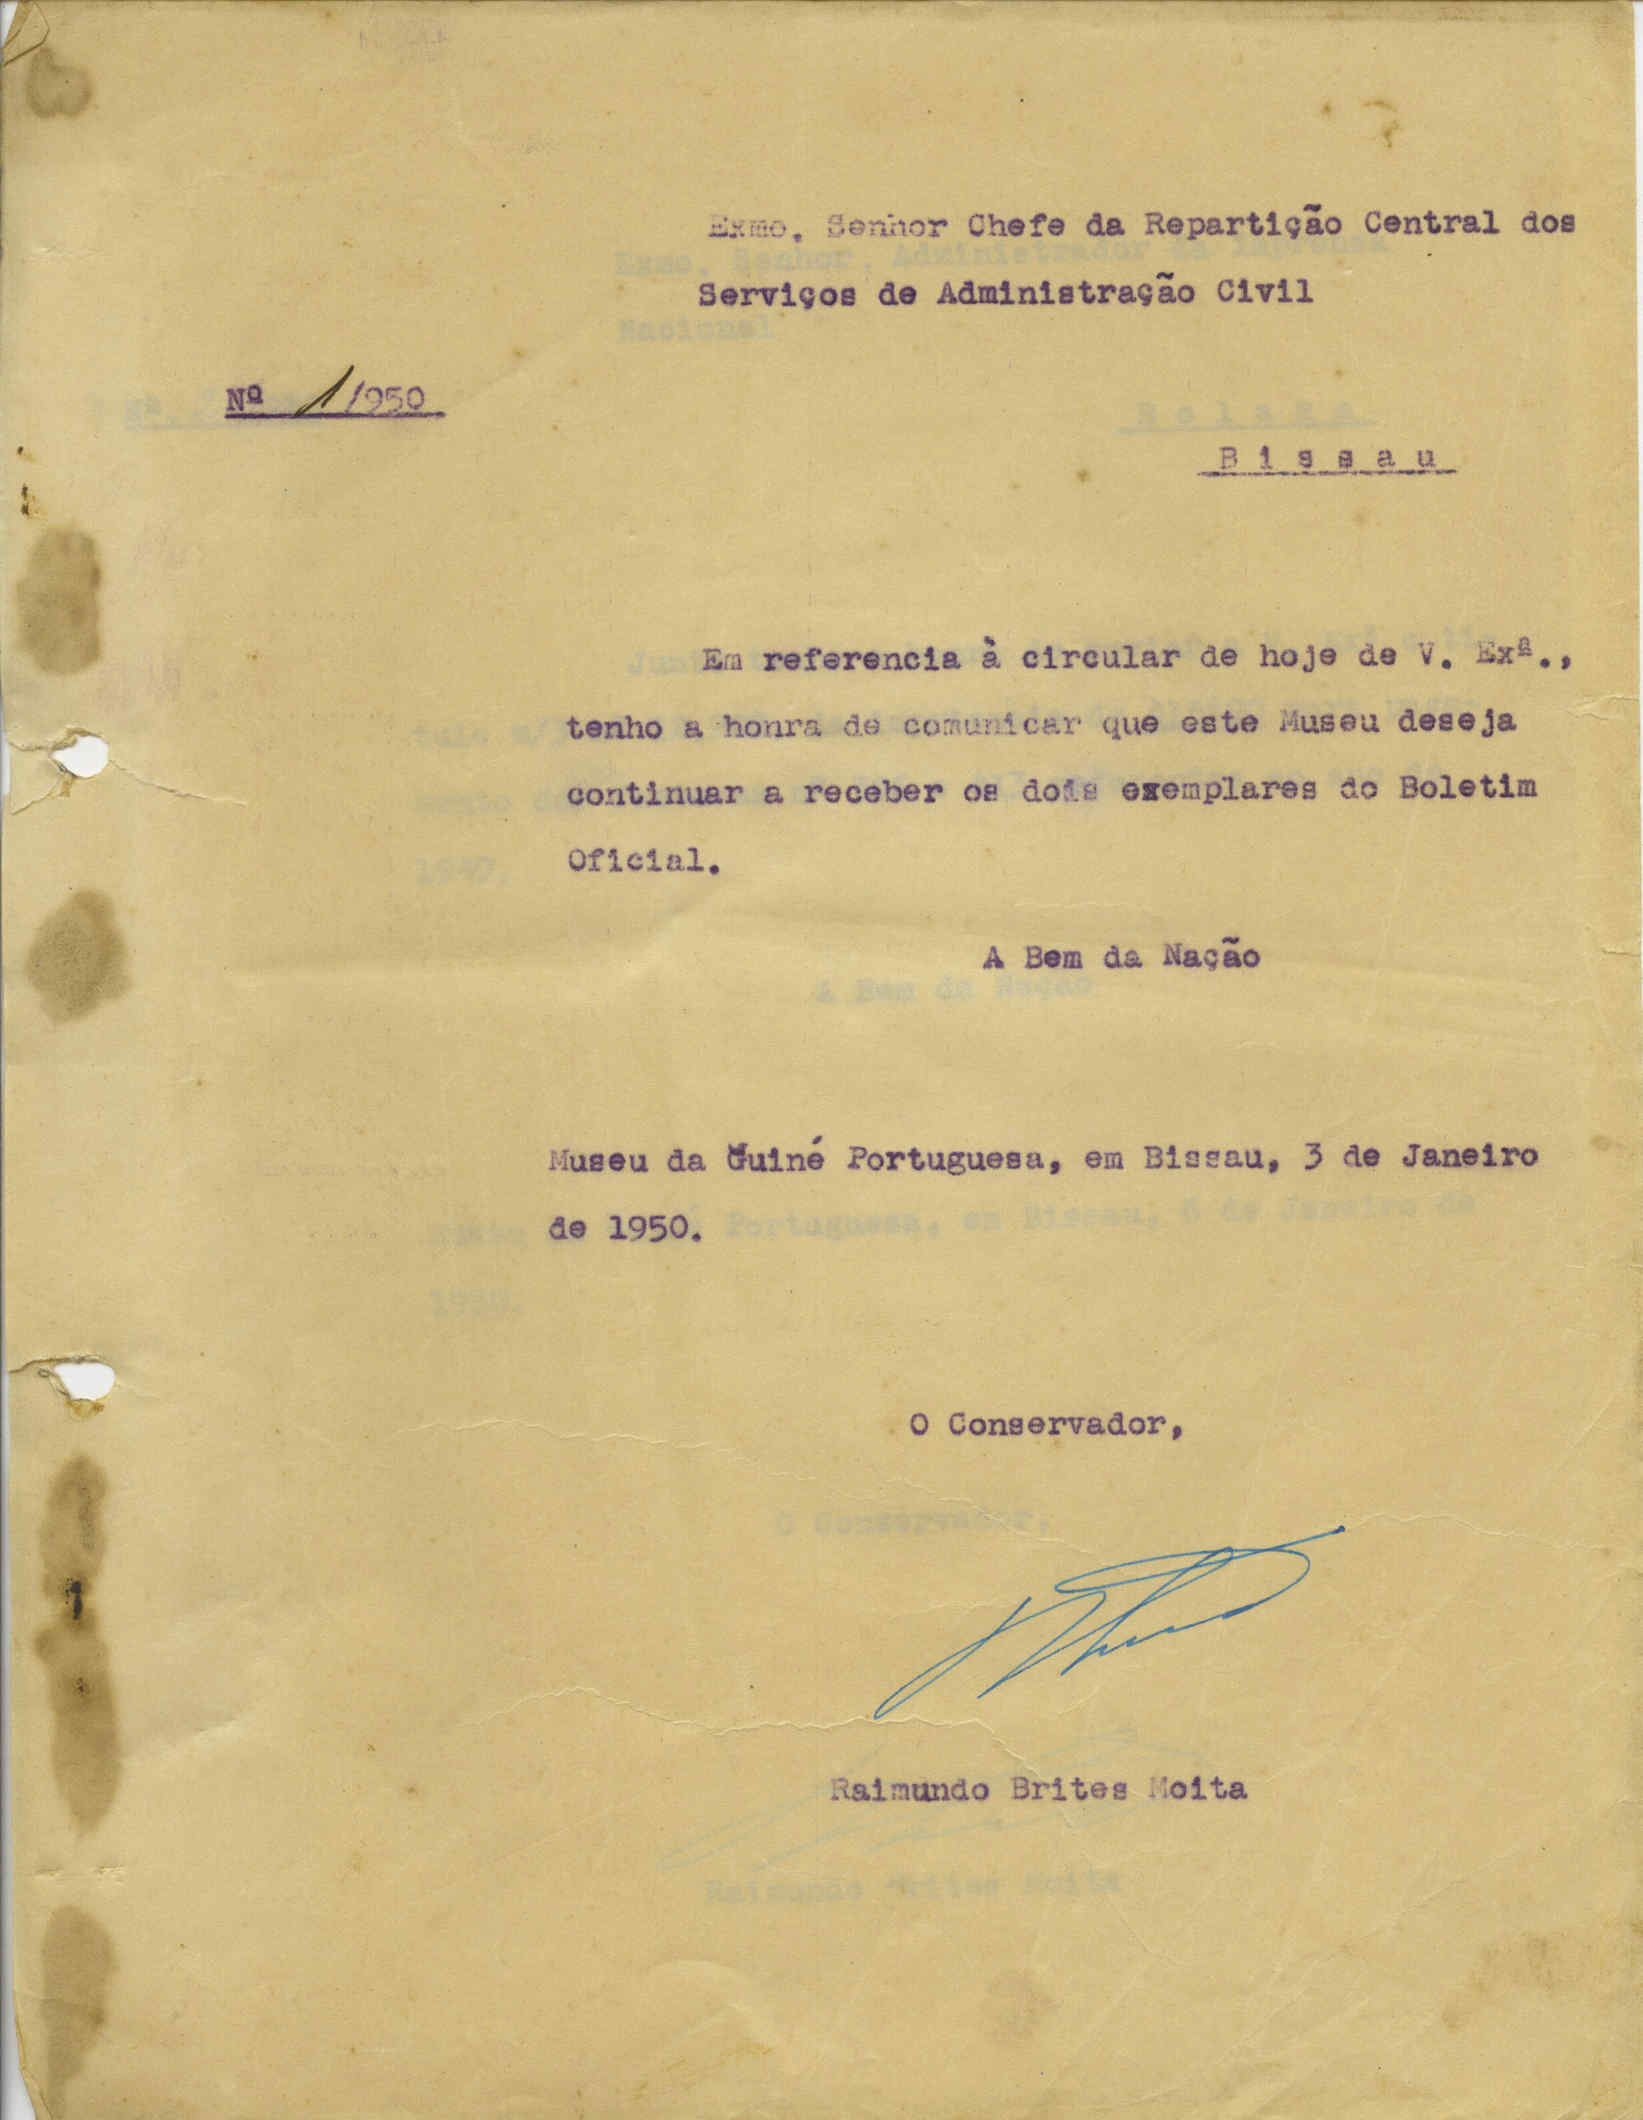 Exmo. Senhor Chefe da Repartição Central dos
Serviços de Administração Civil
Nº 1/950
B i s s a u
Em referencia à circular de hoje de V. Exª.,
tenho a honra de comunicar que este Museu deseja
continuar a receber os dois exemplares do Boletim
Oficial.
A Bem da Nação
Museu da Guiné Portuguesa, em Bissau, 3 de Janeiro
de 1950.
O Conservador,
Raimundo Brites Moita